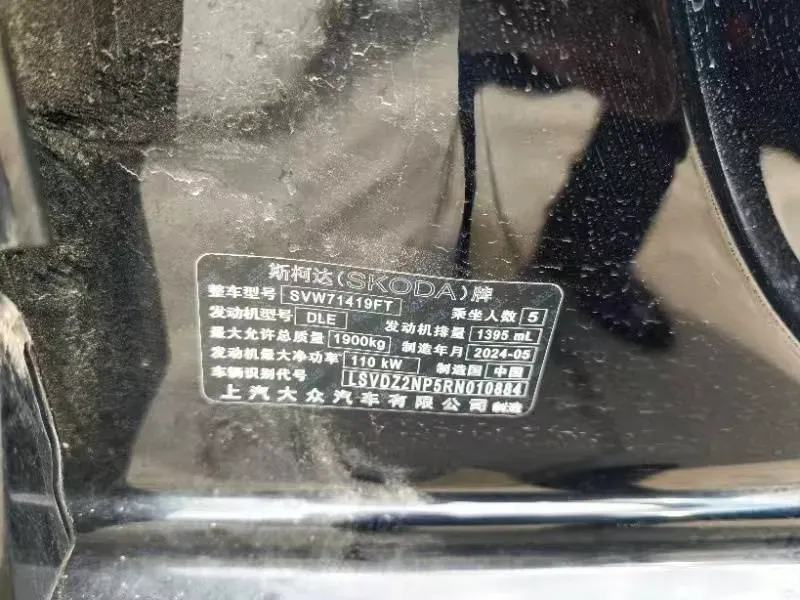 斯柯达(SKODA)牌
整车型号 SVW71419FT 乘坐人数 5
发动机型号 DLE 发动机排量 1395 mL
最大允许总质量 1900kg 制造年月 2024-05
发动机最大净功率 110 kW 制造国 中国
车辆识别代号 LSVDZ2NP5RN010884
上汽大众汽车有限公司 制造